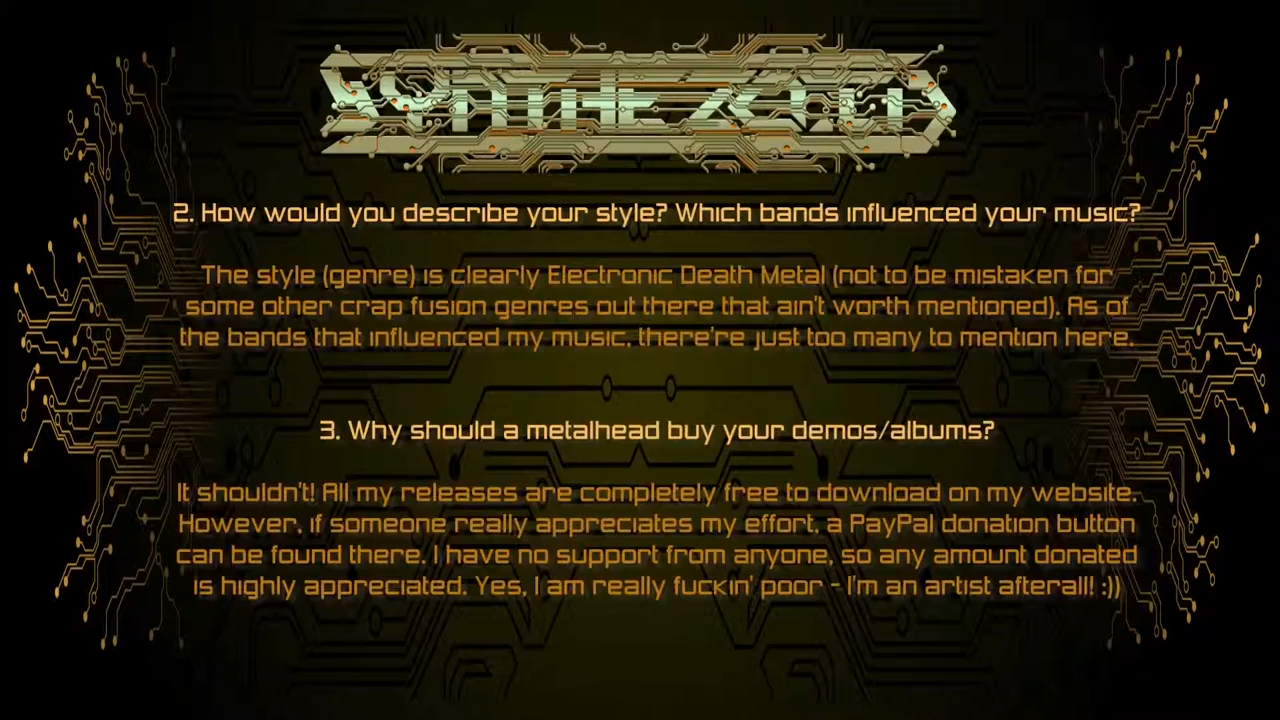 SYNTHEZOID
2. How would you describe your style? Which bands influenced your music?
The style (genre) is clearly Electronic Death Metal (not to be mistaken for
some other crap fusion genres out there that ain't worth mentioned). As of
the bands that influenced my music, there're just too many to mention here.
3. Why should a metalhead buy your demos/albums?
It shouldn't! All my releases are completely free to download on my website.
However, if someone really appreciates my effort, a PayPal donation button
can be found there. I have no support from anyone, so any amount donated
is highly appreciated. Yes, I am really fuckin' poor - I'm an artist afterall! :))